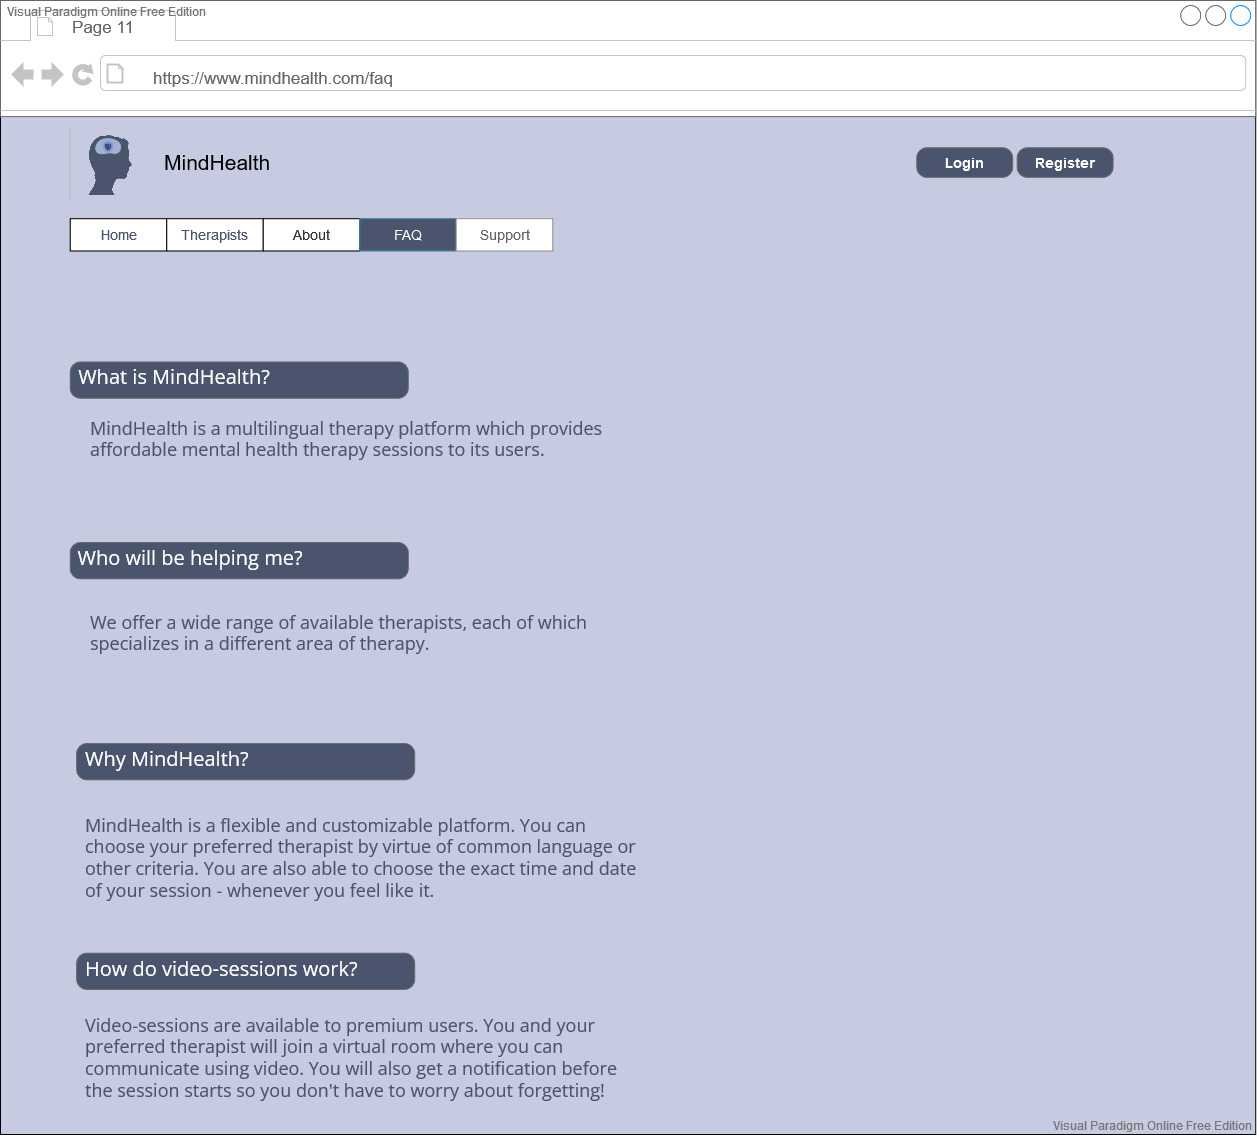 Visual Paradigm Online Free Edition
Page 11
https://www.mindhealth.com/faq
MindHealth
Login Register
Home Therapists About FAQ Support
What is MindHealth?
MindHealth is a multilingual therapy platform which provides
affordable mental health therapy sessions to its users.
Who will be helping me?
We offer a wide range of available therapists, each of which
specializes in a different area of therapy.
Why MindHealth?
MindHealth is a flexible and customizable platform. You can
choose your preferred therapist by virtue of common language or
other criteria. You are also able to choose the exact time and date
of your session - whenever you feel like it.
How do video-sessions work?
Video-sessions are available to premium users. You and your
preferred therapist will join a virtual room where you can
communicate using video. You will also get a notification before
the session starts so you don't have to worry about forgetting!
Visual Paradigm Online Free Edition